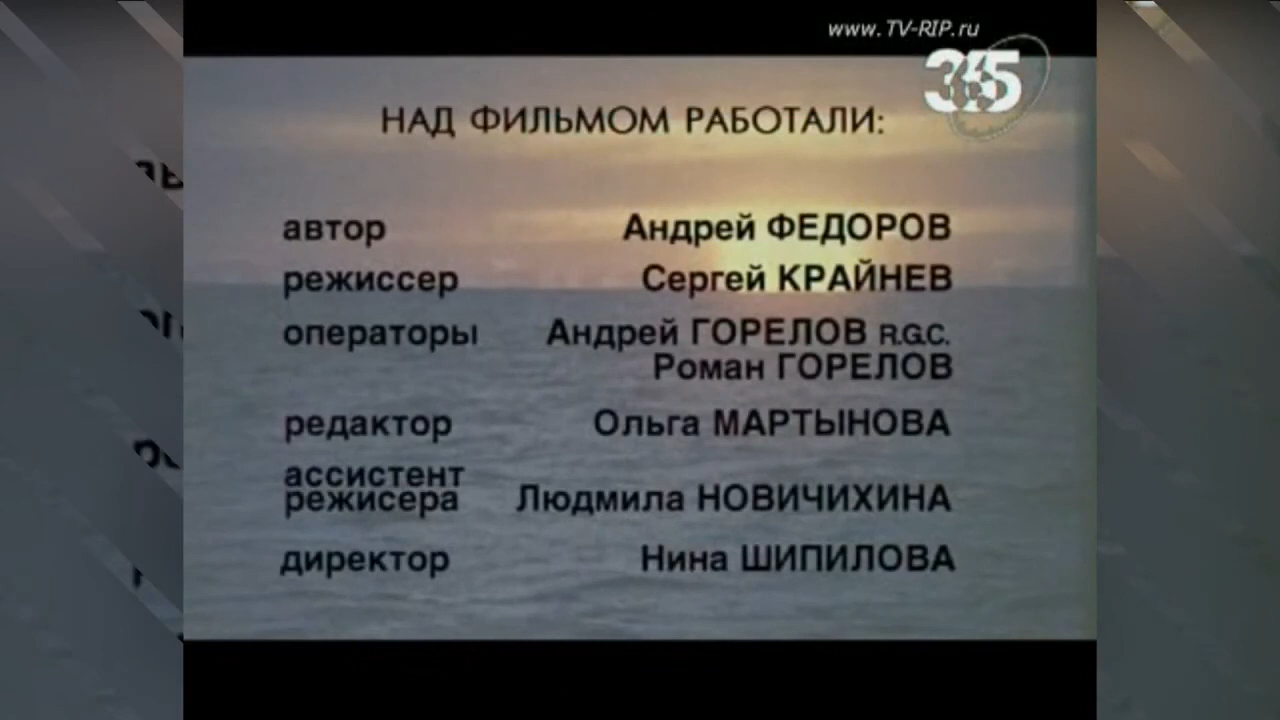 www.TV-RIP.ru
365
НАД ФИЛЬМОМ РАБОТАЛИ:
автор Андрей ФЕДОРОВ
режиссер Сергей КРАЙНЕВ
операторы Андрей ГОРЕЛОВ R.G.C.
Роман ГОРЕЛОВ
редактор Ольга МАРТЫНОВА
ассистент
режисера Людмила НОВИЧИХИНА
директор Нина ШИПИЛОВА